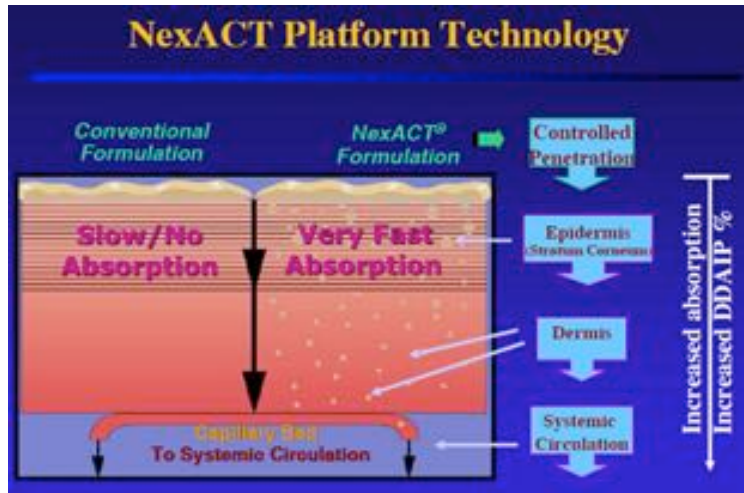 NexACT Platform Technology
Conventional
Formulation
NexACT®
Formulation
Controlled
Penetration
Slow/No
Absorption
Very Fast
Absorption
Epidermis
(Stratum Corneum)
Dermis
Capillary Bed
To Systemic Circulation
Systemic
Circulation
Increased absorption
Increased DDAIP %